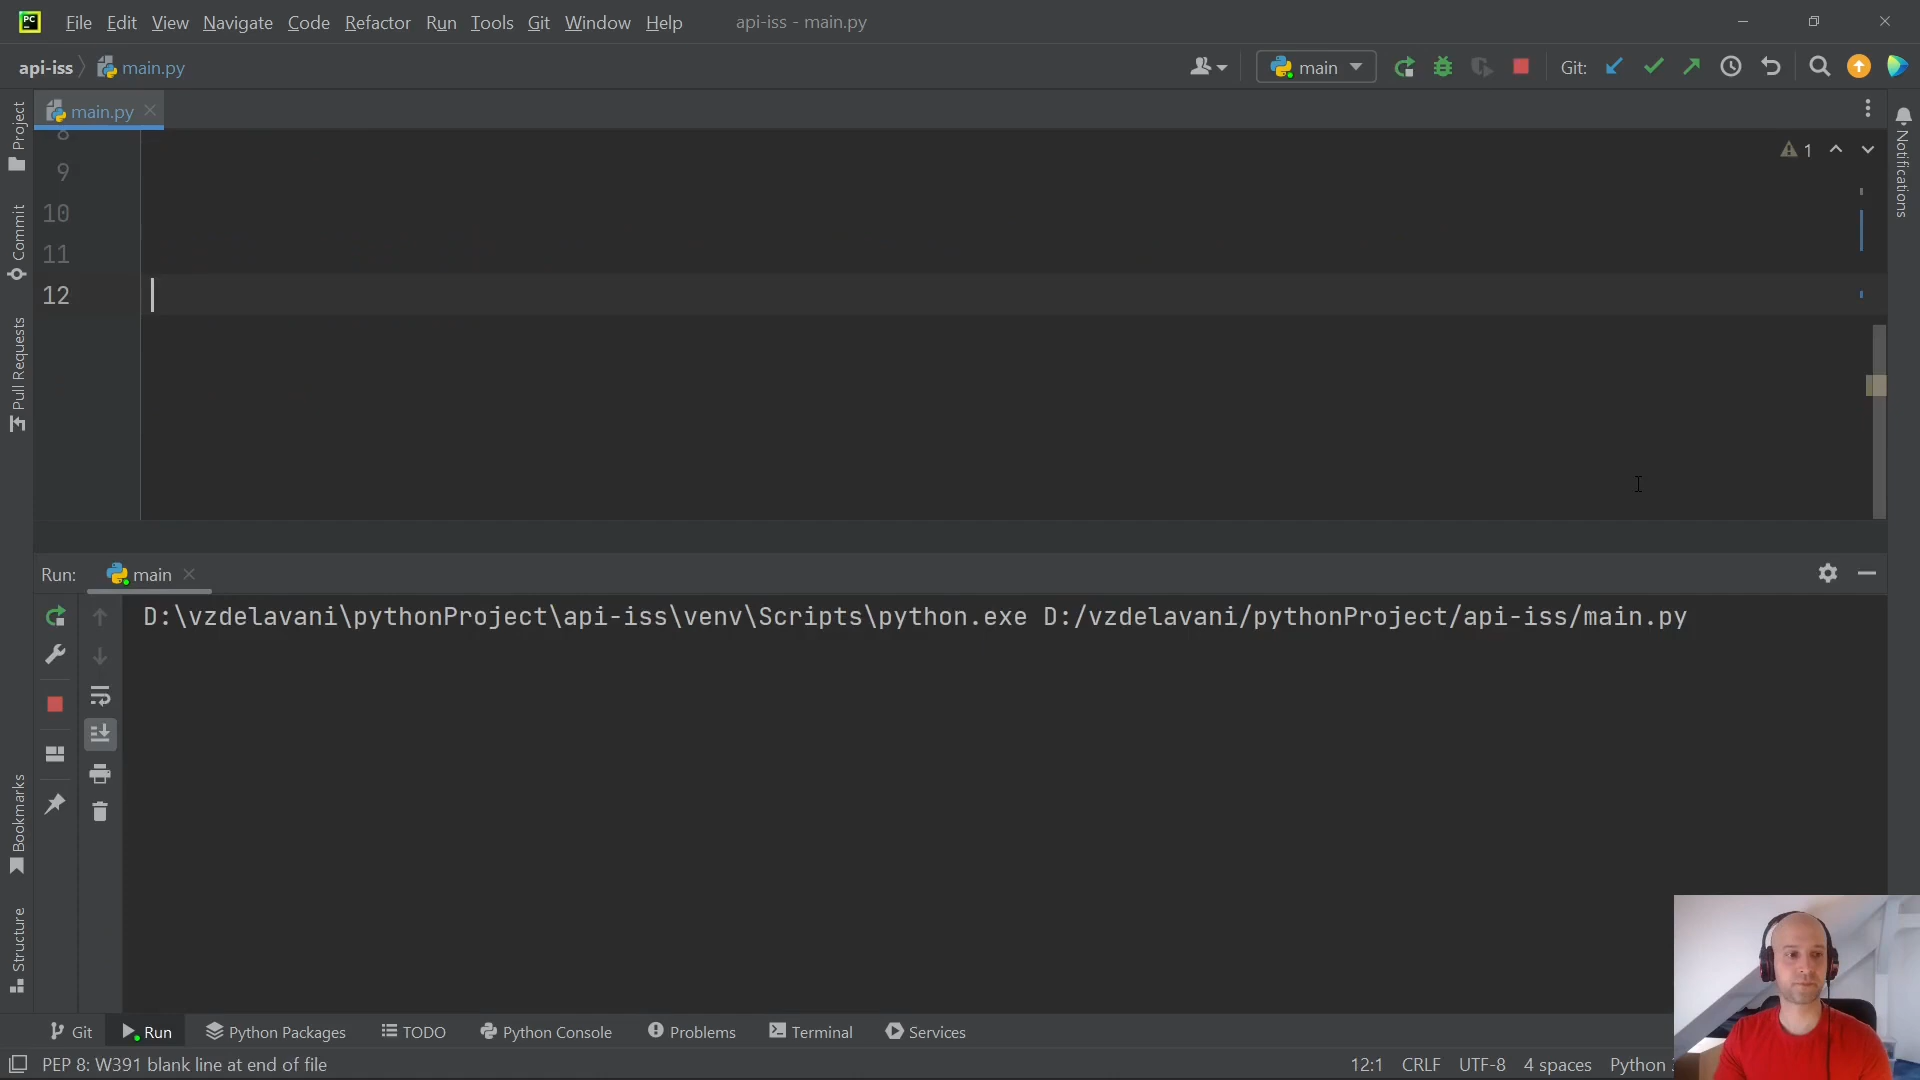 PC File Edit View Navigate Code Refactor Run Tools Git Window Help api-iss - main.py
api-iss main.py main Git:
main.py
Project
Commit
Pull Requests
Bookmarks
Structure
Notifications
8
9
10
11
12
1
Run: main
D:\vzdelavani\pythonProject\api-iss\venv\Scripts\python.exe D:/vzdelavani/pythonProject/api-iss/main.py
Git Run Python Packages TODO Python Console Problems Terminal Services
PEP 8: W391 blank line at end of file 12:1 CRLF UTF-8 4 spaces Python